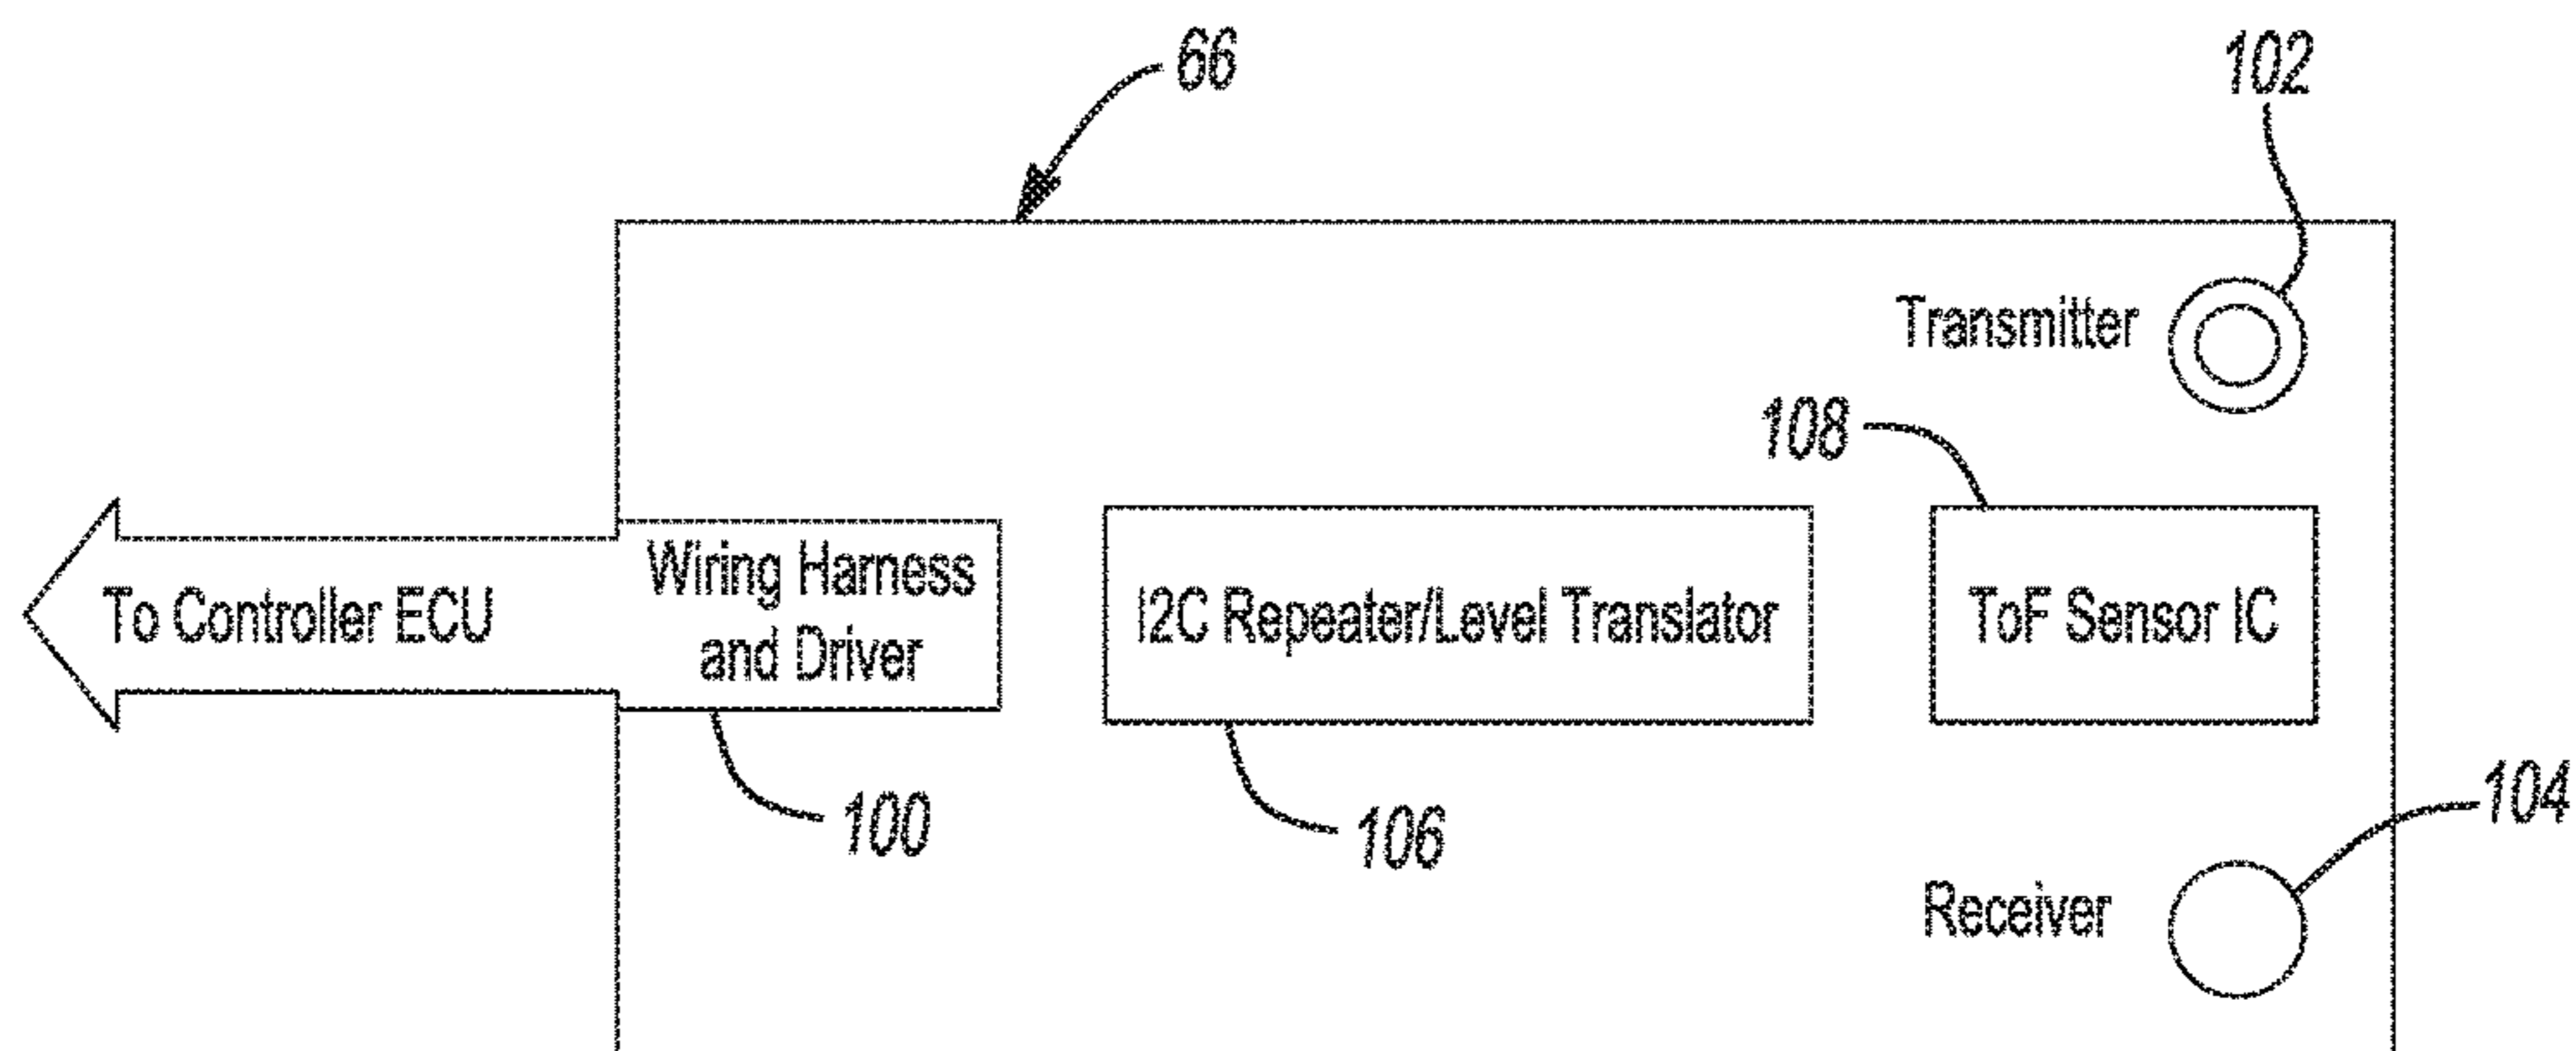 66
102
Transmitter
108
To Controller ECU
Wiring Harness
and Driver
I2C Repeater/Level Translator
ToF Sensor IC
100
106
104
Receiver